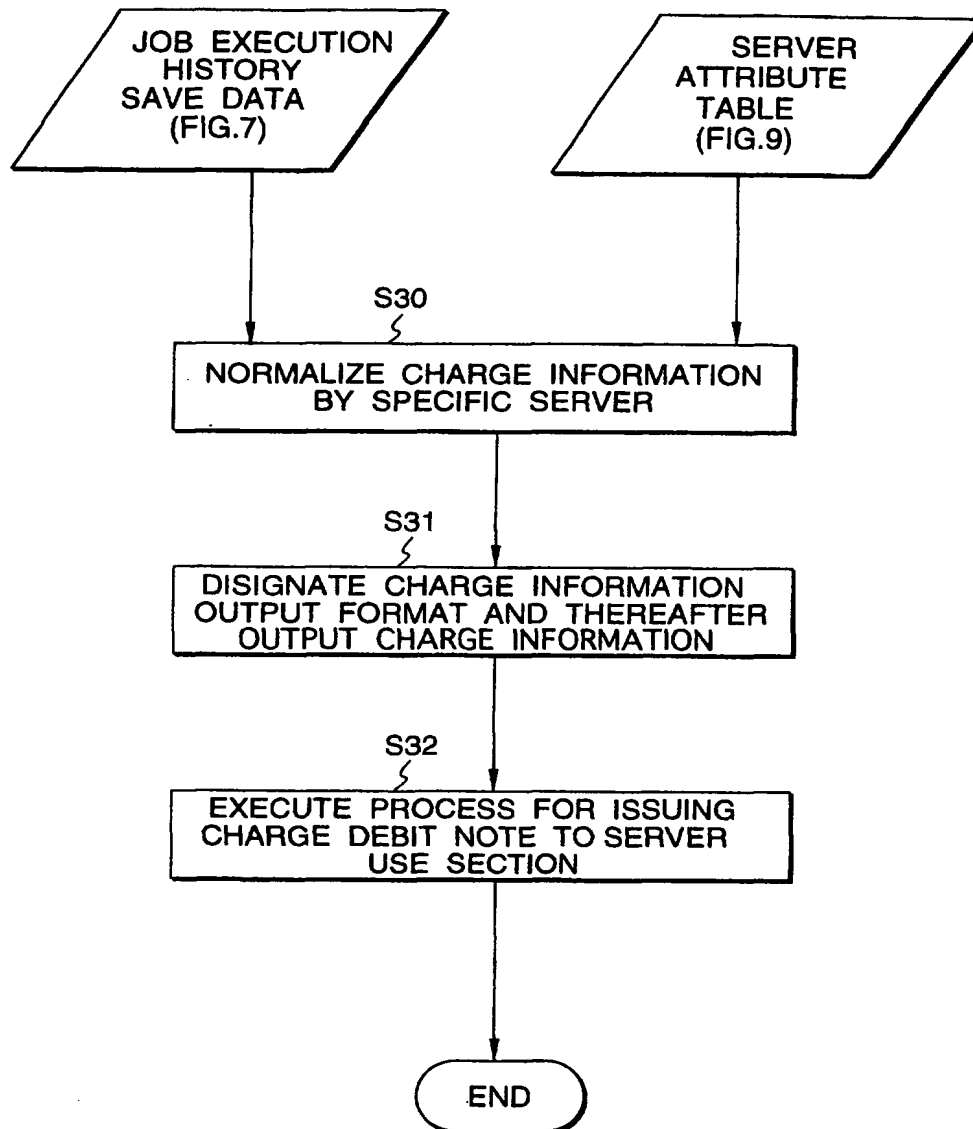 JOB EXECUTION
HISTORY
SAVE DATA
(FIG.7)
SERVER
ATTRIBUTE
TABLE
(FIG.9)
S30
NORMALIZE CHARGE INFORMATION
BY SPECIFIC SERVER
S31
DISIGNATE CHARGE INFORMATION
OUTPUT FORMAT AND THEREAFTER
OUTPUT CHARGE INFORMATION
S32
EXECUTE PROCESS FOR ISSUING
CHARGE DEBIT NOTE TO SERVER
USE SECTION
END